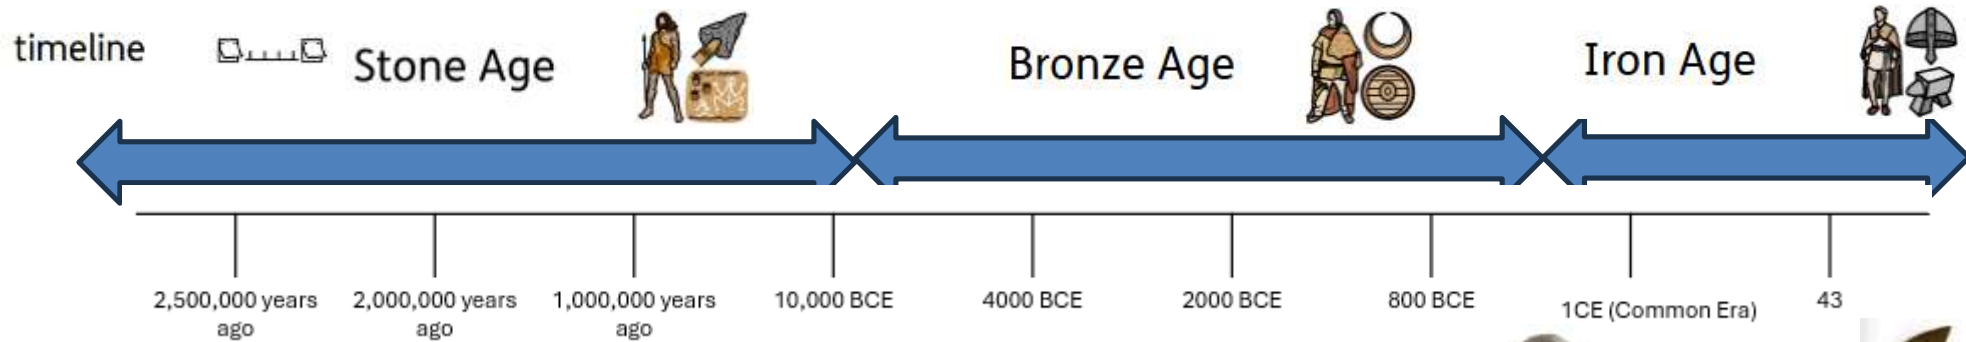 timeline
Stone Age
Bronze Age
Iron Age
2,500,000 years
ago
2,000,000 years
ago
1,000,000 years
ago
10,000 BCE
4000 BCE
2000 BCE
800 BCE
1CE (Common Era)
43